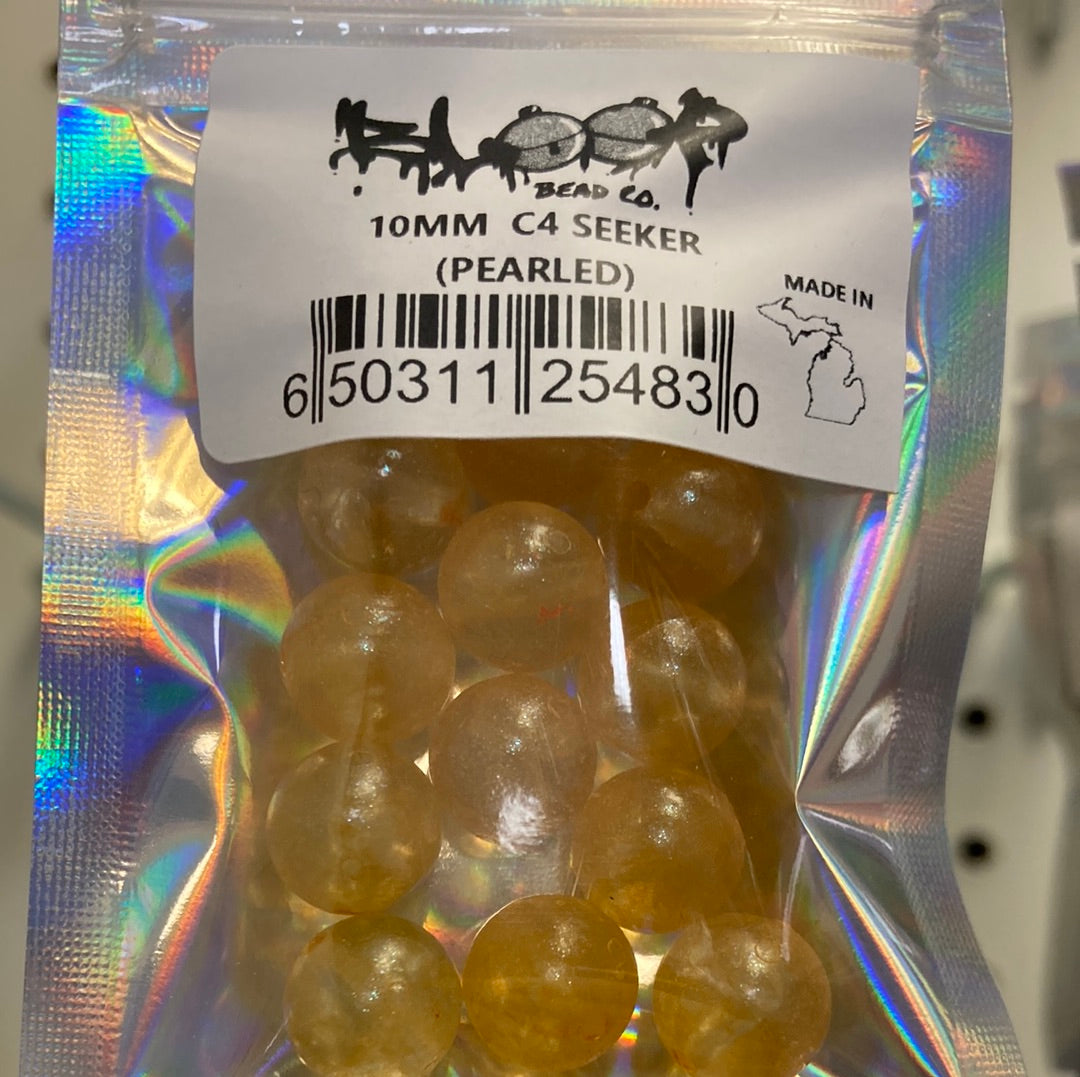 BLOOP
BEAD CO.
10MM C4 SEEKER
(PEARLED)
MADE IN
6 50311 25483 0